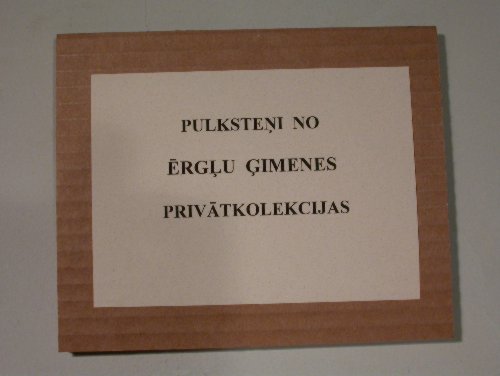 PULKSTEŅI NO
ĒRGĻU ĢIMENES
PRIVĀTKOLEKCIJAS